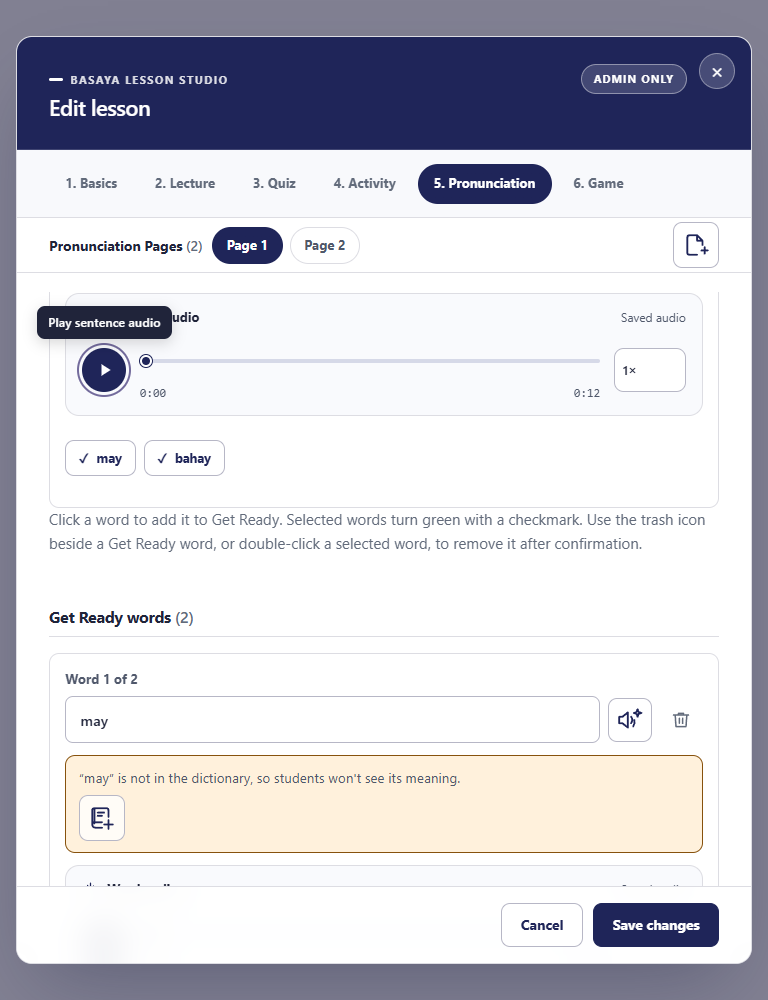 BASAYA LESSON STUDIO
ADMIN ONLY
×
Edit lesson
1. Basics
2. Lecture
3. Quiz
4. Activity
5. Pronunciation
6. Game
Pronunciation Pages (2)
Page 1
Page 2
Saved audio
Play sentence audio
0:00
0:12
1×
✓ may
✓ bahay
Click a word to add it to Get Ready. Selected words turn green with a checkmark. Use the trash icon
beside a Get Ready word, or double-click a selected word, to remove it after confirmation.
Get Ready words (2)
Word 1 of 2
may
“may” is not in the dictionary, so students won't see its meaning.
Cancel
Save changes